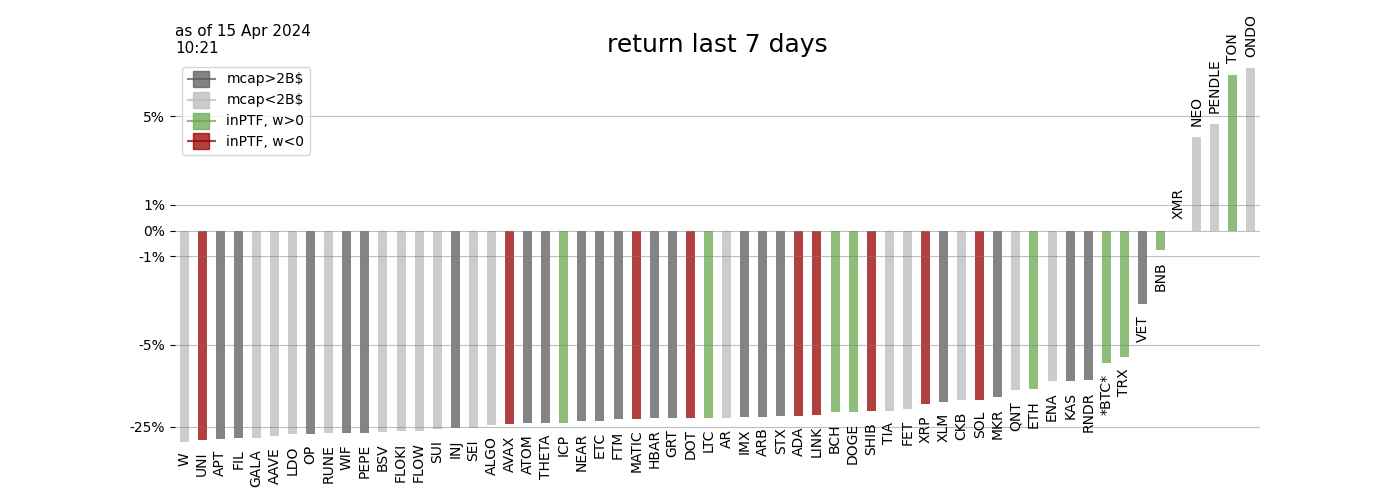 as of 15 Apr 2024
10:21
return last 7 days
mcap>2B$
mcap<2B$
inPTF, w>0
inPTF, w<0
5%
1%
0%
-1%
-5%
-25%
W
UNI
APT
FIL
GALA
AAVE
LDO
OP
RUNE
WIF
PEPE
BSV
FLOKI
FLOW
SUI
INJ
SEI
ALGO
AVAX
ATOM
THETA
ICP
NEAR
ETC
FTM
MATIC
HBAR
GRT
DOT
LTC
AR
IMX
ARB
STX
ADA
LINK
BCH
DOGE
SHIB
TIA
FET
XRP
XLM
CKB
SOL
MKR
QNT
ETH
ENA
KAS
RNDR
*BTC*
TRX
VET
BNB
XMR
NEO
PENDLE
TON
ONDO